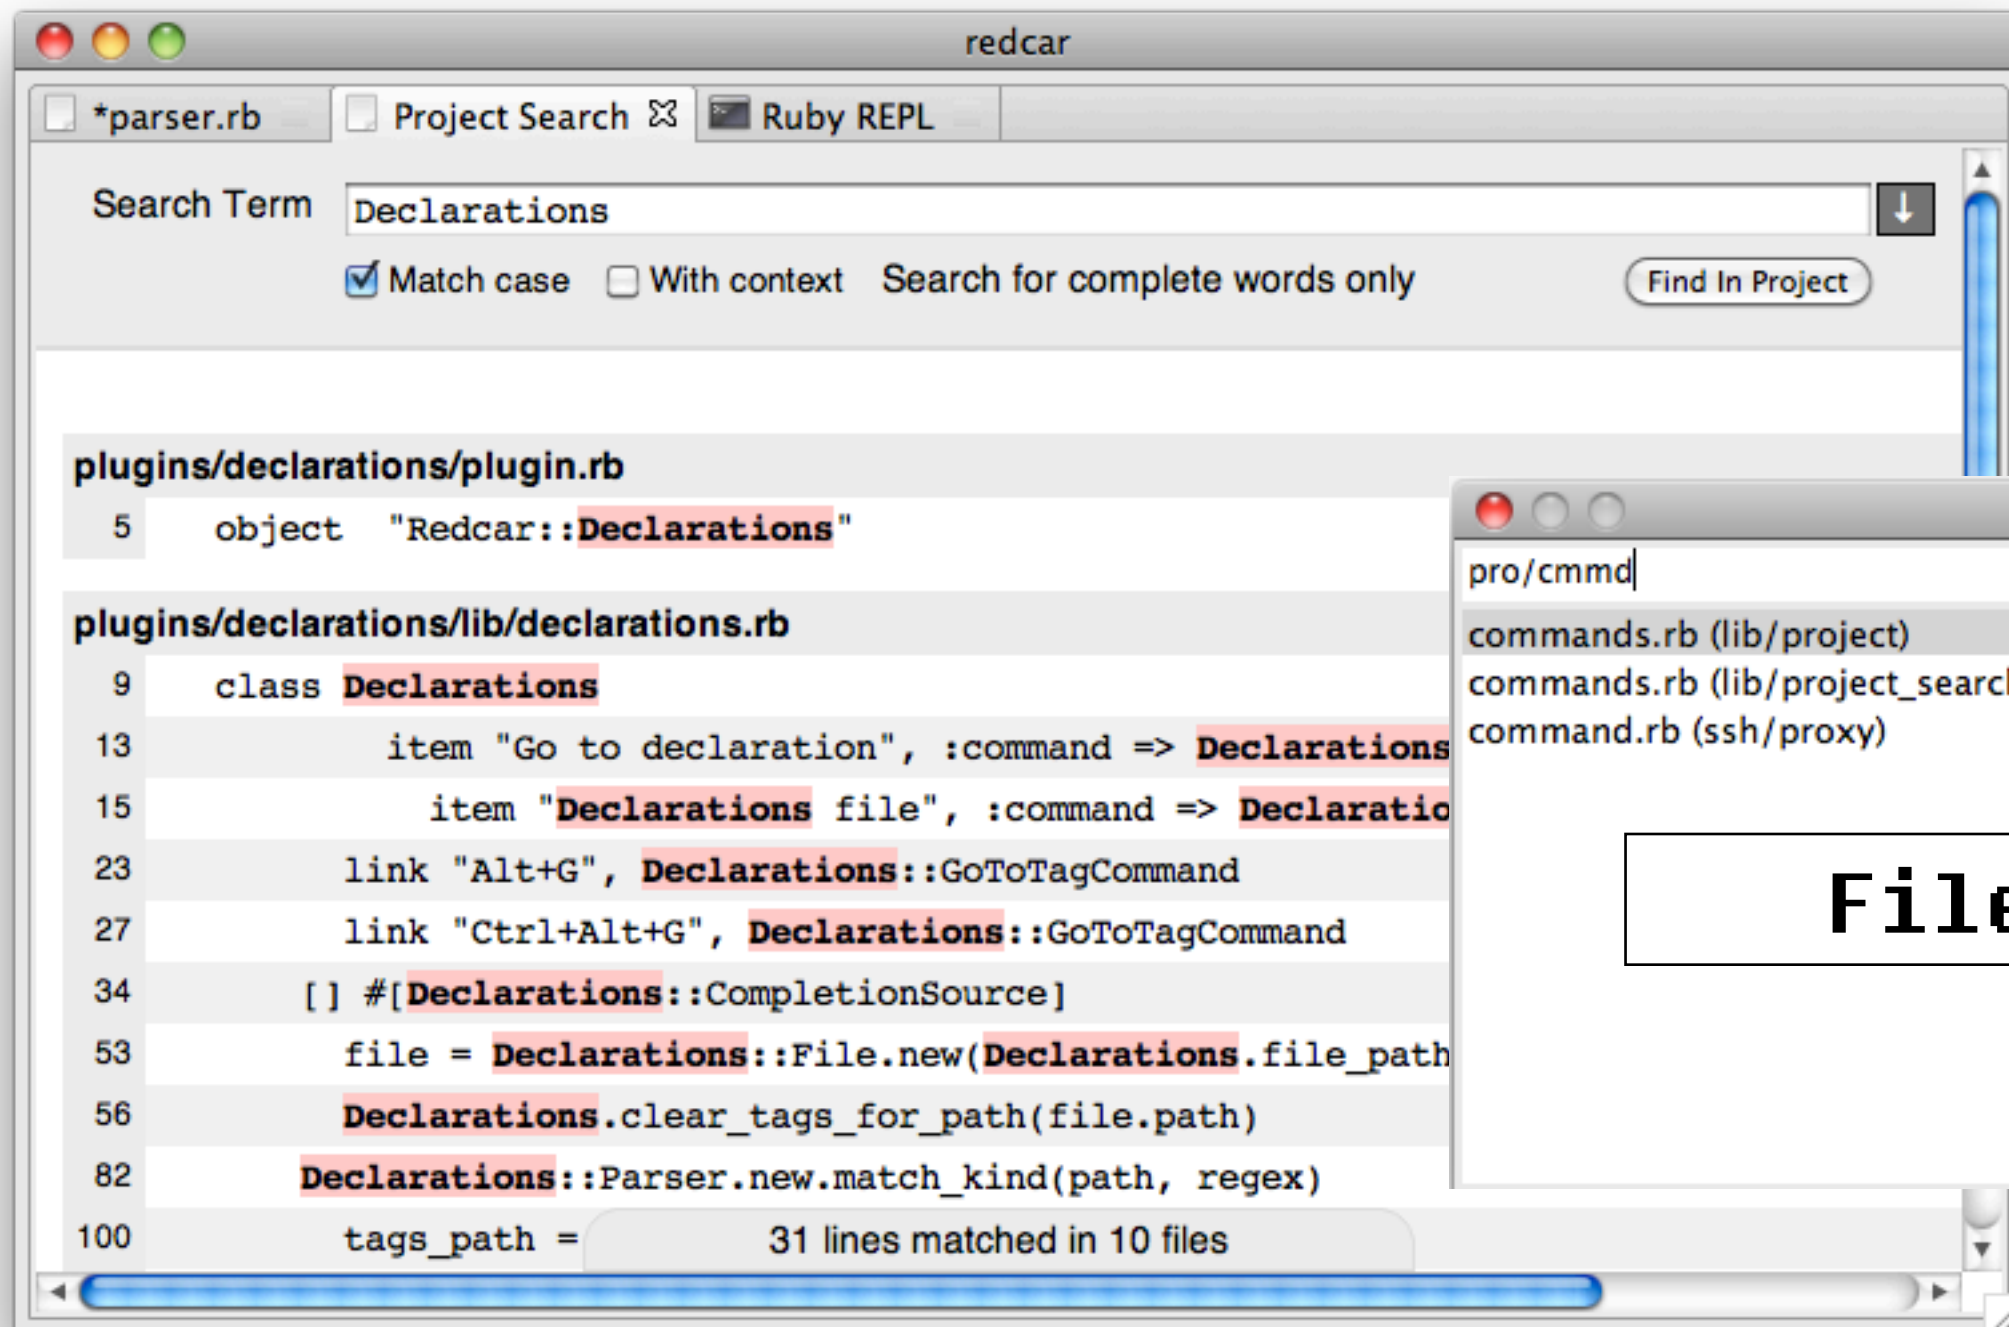 redcar
*parser.rb Project Search Ruby REPL
Search Term Declarations ↓
Match case With context Search for complete words only Find In Project
plugins/declarations/plugin.rb
5 object "Redcar::Declarations"
plugins/declarations/lib/declarations.rb
9 class Declarations
13 item "Go to declaration", :command => Declarations
15 item "Declarations file", :command => Declaratio
23 link "Alt+G", Declarations::GoToTagCommand
27 link "Ctrl+Alt+G", Declarations::GoToTagCommand
34 [] #[Declarations::CompletionSource]
53 file = Declarations::File.new(Declarations.file_path
56 Declarations.clear_tags_for_path(file.path)
82 Declarations::Parser.new.match_kind(path, regex)
100 tags_path =
31 lines matched in 10 files
pro/cmmd
commands.rb (lib/project)
commands.rb (lib/project_search
command.rb (ssh/proxy)
File